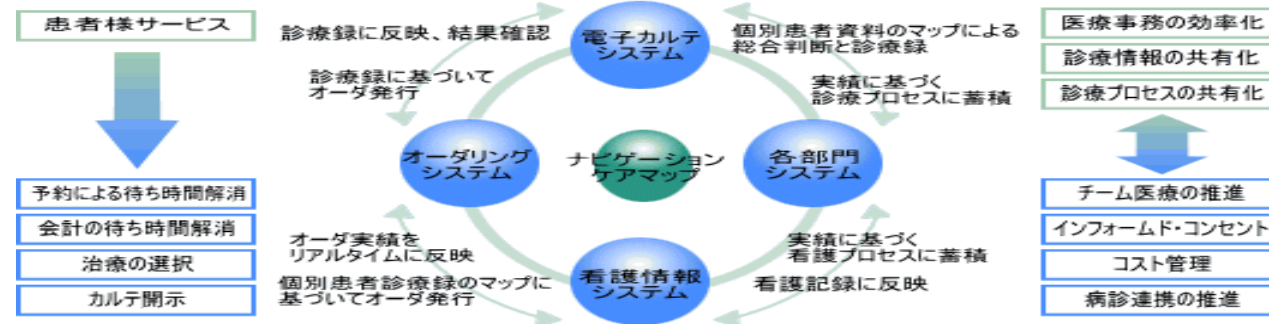 患者様サービス
予約による待ち時間解消
会計の待ち時間解消
治療の選択
カルテ開示
診療録に反映、結果確認
診療録に基づいて
オーダ発行
電子カルテ
システム
個別患者資料のマップによる
総合判断と診療録
実績に基づく
診療プロセスに蓄積
オーダリング
システム
ナビゲーション
ケアマップ
各部門
システム
オーダ実績を
リアルタイムに反映
個別患者診療録のマップに
基づいてオーダ発行
看護情報
システム
実績に基づく
看護プロセスに蓄積
看護記録に反映
医療事務の効率化
診療情報の共有化
診療プロセスの共有化
チーム医療の推進
インフォームド・コンセント
コスト管理
病診連携の推進